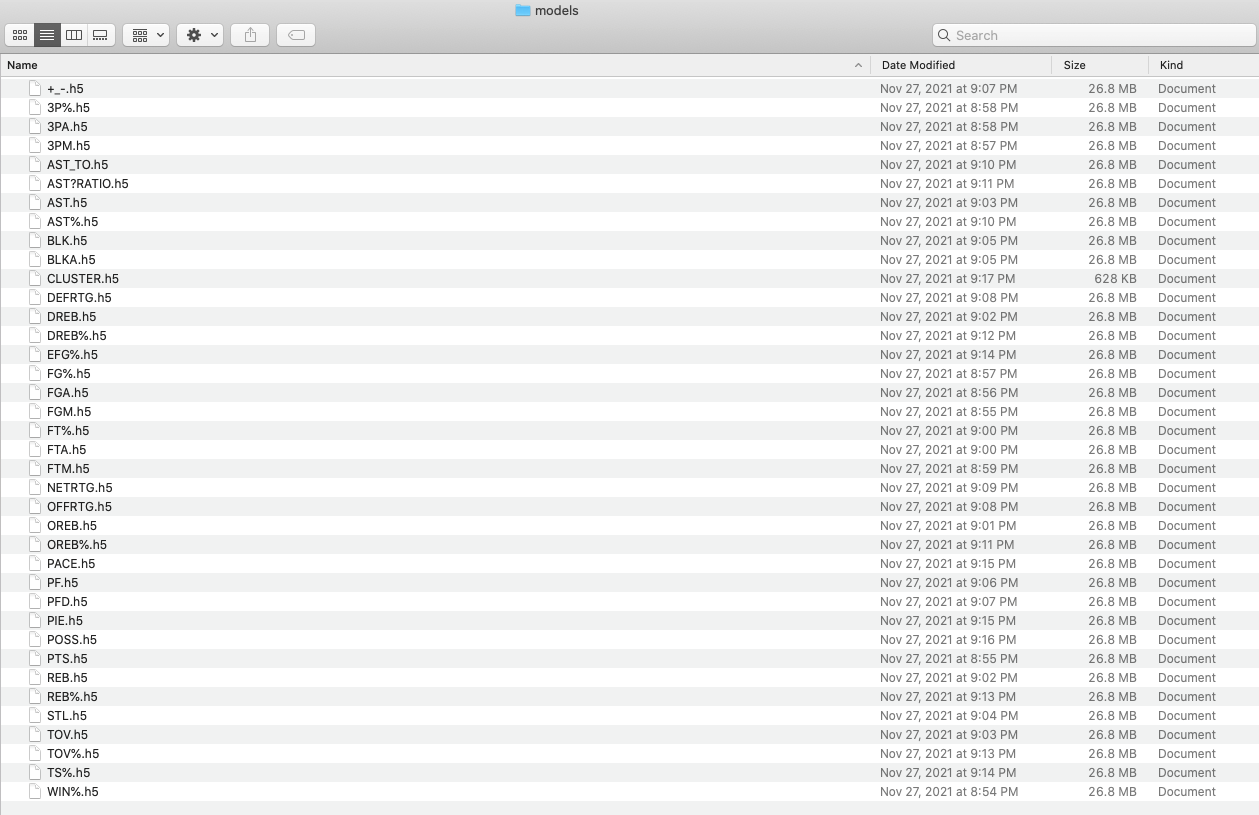 models
Search
Name Date Modified Size Kind
+_-.h5 Nov 27, 2021 at 9:07 PM 26.8 MB Document
3P%.h5 Nov 27, 2021 at 8:58 PM 26.8 MB Document
3PA.h5 Nov 27, 2021 at 8:58 PM 26.8 MB Document
3PM.h5 Nov 27, 2021 at 8:57 PM 26.8 MB Document
AST_TO.h5 Nov 27, 2021 at 9:10 PM 26.8 MB Document
AST?RATIO.h5 Nov 27, 2021 at 9:11 PM 26.8 MB Document
AST.h5 Nov 27, 2021 at 9:03 PM 26.8 MB Document
AST%.h5 Nov 27, 2021 at 9:10 PM 26.8 MB Document
BLK.h5 Nov 27, 2021 at 9:05 PM 26.8 MB Document
BLKA.h5 Nov 27, 2021 at 9:05 PM 26.8 MB Document
CLUSTER.h5 Nov 27, 2021 at 9:17 PM 628 KB Document
DEFRTG.h5 Nov 27, 2021 at 9:08 PM 26.8 MB Document
DREB.h5 Nov 27, 2021 at 9:02 PM 26.8 MB Document
DREB%.h5 Nov 27, 2021 at 9:12 PM 26.8 MB Document
EFG%.h5 Nov 27, 2021 at 9:14 PM 26.8 MB Document
FG%.h5 Nov 27, 2021 at 8:57 PM 26.8 MB Document
FGA.h5 Nov 27, 2021 at 8:56 PM 26.8 MB Document
FGM.h5 Nov 27, 2021 at 8:55 PM 26.8 MB Document
FT%.h5 Nov 27, 2021 at 9:00 PM 26.8 MB Document
FTA.h5 Nov 27, 2021 at 9:00 PM 26.8 MB Document
FTM.h5 Nov 27, 2021 at 8:59 PM 26.8 MB Document
NETRTG.h5 Nov 27, 2021 at 9:09 PM 26.8 MB Document
OFFRTG.h5 Nov 27, 2021 at 9:08 PM 26.8 MB Document
OREB.h5 Nov 27, 2021 at 9:01 PM 26.8 MB Document
OREB%.h5 Nov 27, 2021 at 9:11 PM 26.8 MB Document
PACE.h5 Nov 27, 2021 at 9:15 PM 26.8 MB Document
PF.h5 Nov 27, 2021 at 9:06 PM 26.8 MB Document
PFD.h5 Nov 27, 2021 at 9:07 PM 26.8 MB Document
PIE.h5 Nov 27, 2021 at 9:15 PM 26.8 MB Document
POSS.h5 Nov 27, 2021 at 9:16 PM 26.8 MB Document
PTS.h5 Nov 27, 2021 at 8:55 PM 26.8 MB Document
REB.h5 Nov 27, 2021 at 9:02 PM 26.8 MB Document
REB%.h5 Nov 27, 2021 at 9:13 PM 26.8 MB Document
STL.h5 Nov 27, 2021 at 9:04 PM 26.8 MB Document
TOV.h5 Nov 27, 2021 at 9:03 PM 26.8 MB Document
TOV%.h5 Nov 27, 2021 at 9:13 PM 26.8 MB Document
TS%.h5 Nov 27, 2021 at 9:14 PM 26.8 MB Document
WIN%.h5 Nov 27, 2021 at 8:54 PM 26.8 MB Document